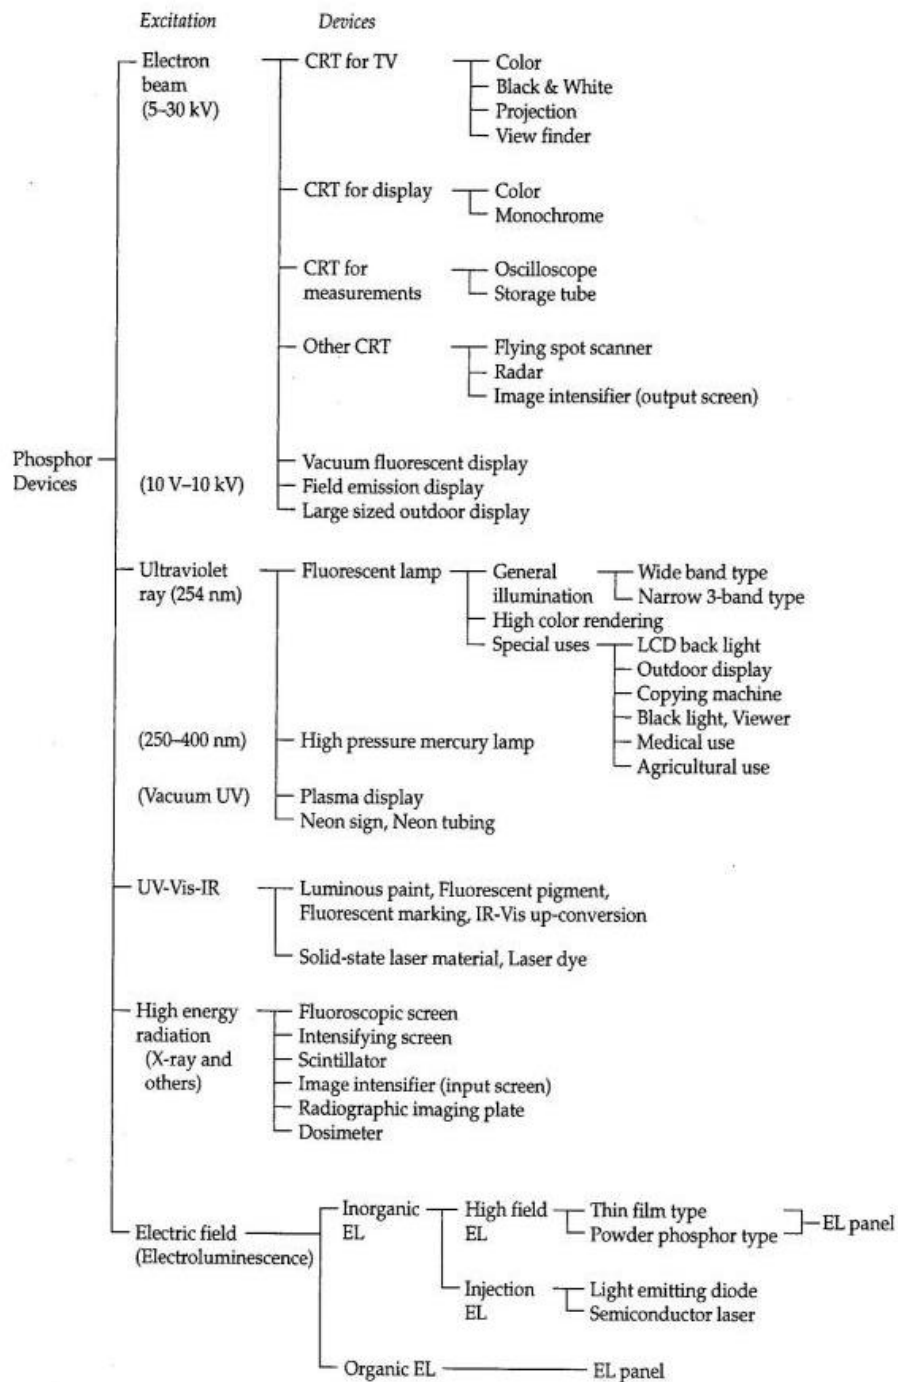 Excitation Devices
Electron beam (5–30 kV)
CRT for TV
Color
Black & White
Projection
View finder
CRT for display
Color
Monochrome
CRT for measurements
Oscilloscope
Storage tube
Other CRT
Flying spot scanner
Radar
Image intensifier (output screen)
Phosphor Devices
(10 V–10 kV)
Vacuum fluorescent display
Field emission display
Large sized outdoor display
Ultraviolet ray (254 nm)
Fluorescent lamp
General illumination
Wide band type
Narrow 3-band type
High color rendering
Special uses
LCD back light
Outdoor display
Copying machine
Black light, Viewer
Medical use
Agricultural use
(250–400 nm)
High pressure mercury lamp
(Vacuum UV)
Plasma display
Neon sign, Neon tubing
UV-Vis-IR
Luminous paint, Fluorescent pigment,
Fluorescent marking, IR-Vis up-conversion
Solid-state laser material, Laser dye
High energy radiation (X-ray and others)
Fluoroscopic screen
Intensifying screen
Scintillator
Image intensifier (input screen)
Radiographic imaging plate
Dosimeter
Electric field (Electroluminescence)
Inorganic EL
High field EL
Thin film type
Powder phosphor type
EL panel
Injection EL
Light emitting diode
Semiconductor laser
Organic EL
EL panel